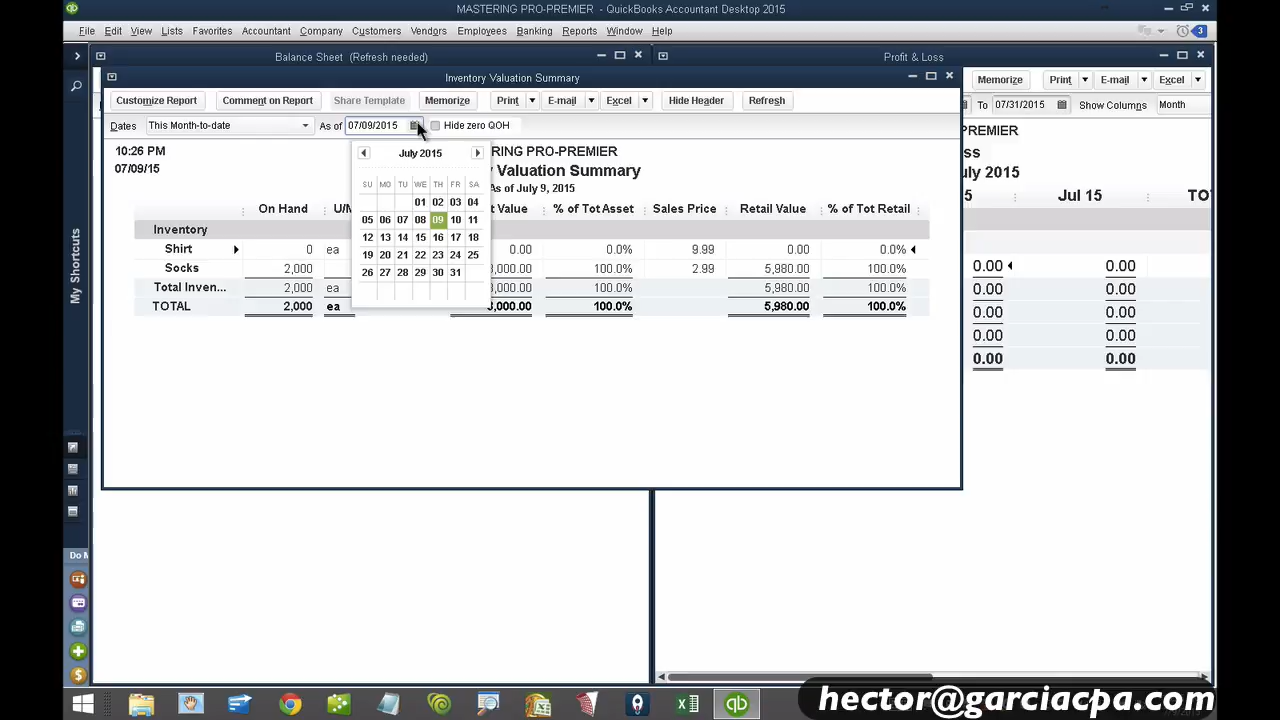 MASTERING PRO-PREMIER - QuickBooks Accountant Desktop 2015
File Edit View Lists Favorites Accountant Company Customers Vendors Employees Banking Reports Window Help 3
Balance Sheet (Refresh needed)
Profit & Loss
Inventory Valuation Summary
Memorize Print E-mail Excel
Customize Report Comment on Report Share Template Memorize Print E-mail Excel Hide Header Refresh
To 07/31/2015 Show Columns Month
Dates This Month-to-date As of 07/09/2015 Hide zero QOH
PREMIER
10:26 PM
July 2015
RING PRO-PREMIER
ss
07/09/15
Valuation Summary
uly 2015
SU MO TU WE TH FR SA
As of July 9, 2015
5 Jul 15 TO
01 02 03 04
On Hand U/M t Value % of Tot Asset Sales Price Retail Value % of Tot Retail
05 06 07 08 09 10 11
Inventory
12 13 14 15 16 17 18
Shirt 0 ea 0.00 0.0% 9.99 0.00 0.0%
19 20 21 22 23 24 25
Socks 2,000 ,000.00 100.0% 2.99 5,980.00 100.0%
26 27 28 29 30 31
Total Inven... 2,000 ea ,000.00 100.0% 5,980.00 100.0%
TOTAL 2,000 ea ,000.00 100.0% 5,980.00 100.0%
0.00 0.00
0.00 0.00
0.00 0.00
0.00 0.00
0.00 0.00
My Shortcuts
Do M
hector@garciacpa.com